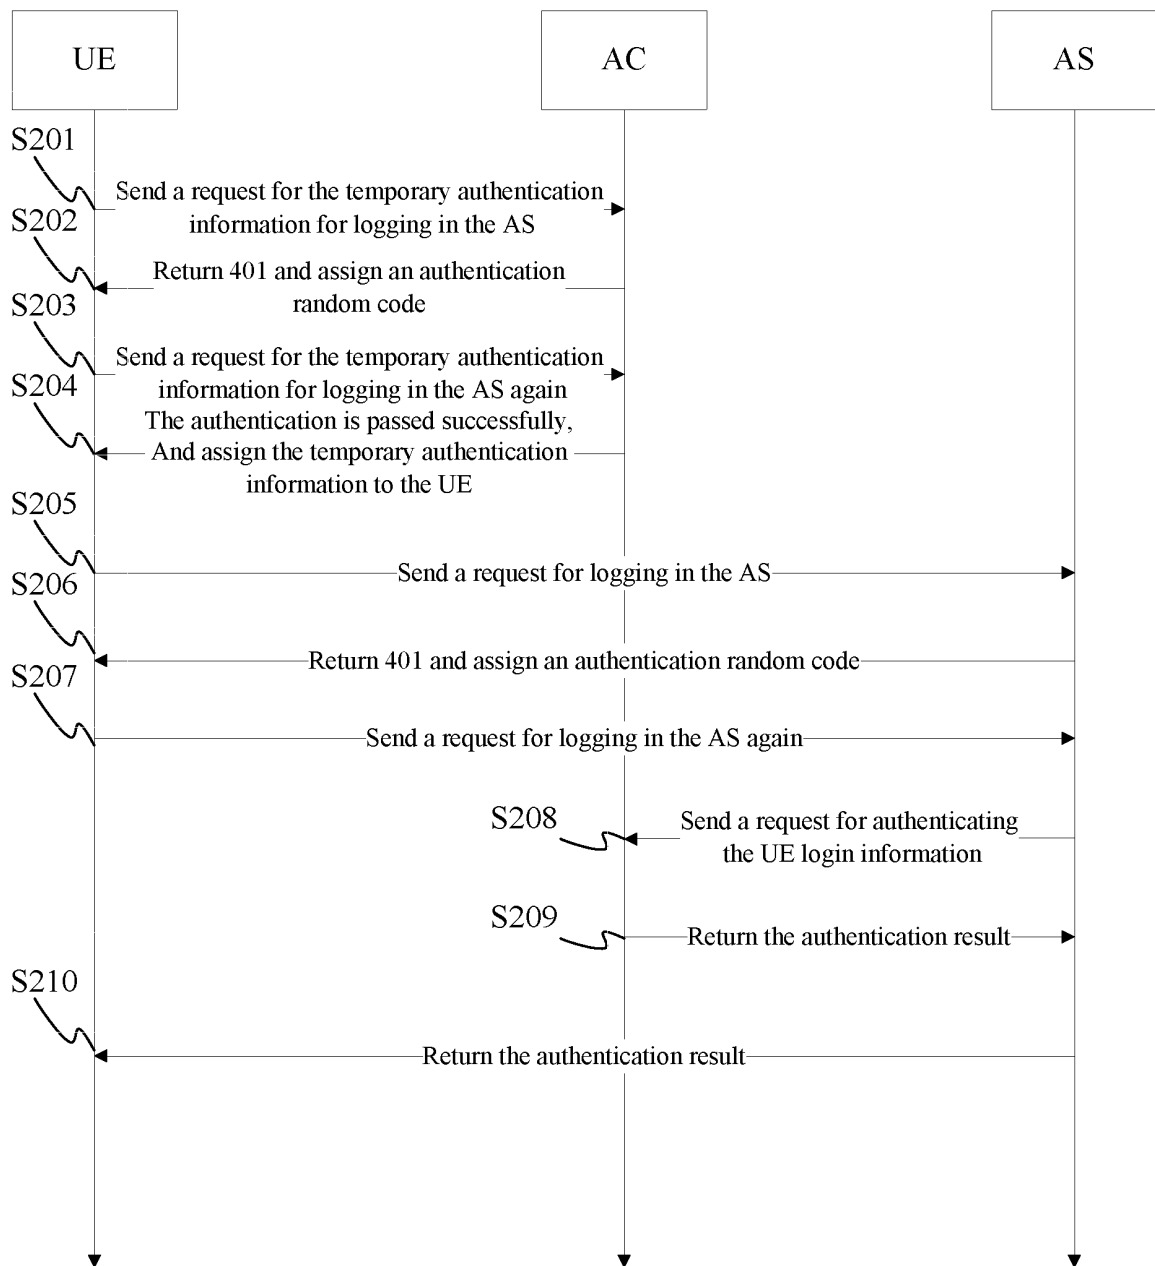 UE
AC
AS
S201
Send a request for the temporary authentication
information for logging in the AS
S202
Return 401 and assign an authentication
random code
S203
Send a request for the temporary authentication
information for logging in the AS again
S204
The authentication is passed successfully,
And assign the temporary authentication
information to the UE
S205
Send a request for logging in the AS
S206
Return 401 and assign an authentication random code
S207
Send a request for logging in the AS again
S208
Send a request for authenticating
the UE login information
S209
Return the authentication result
S210
Return the authentication result